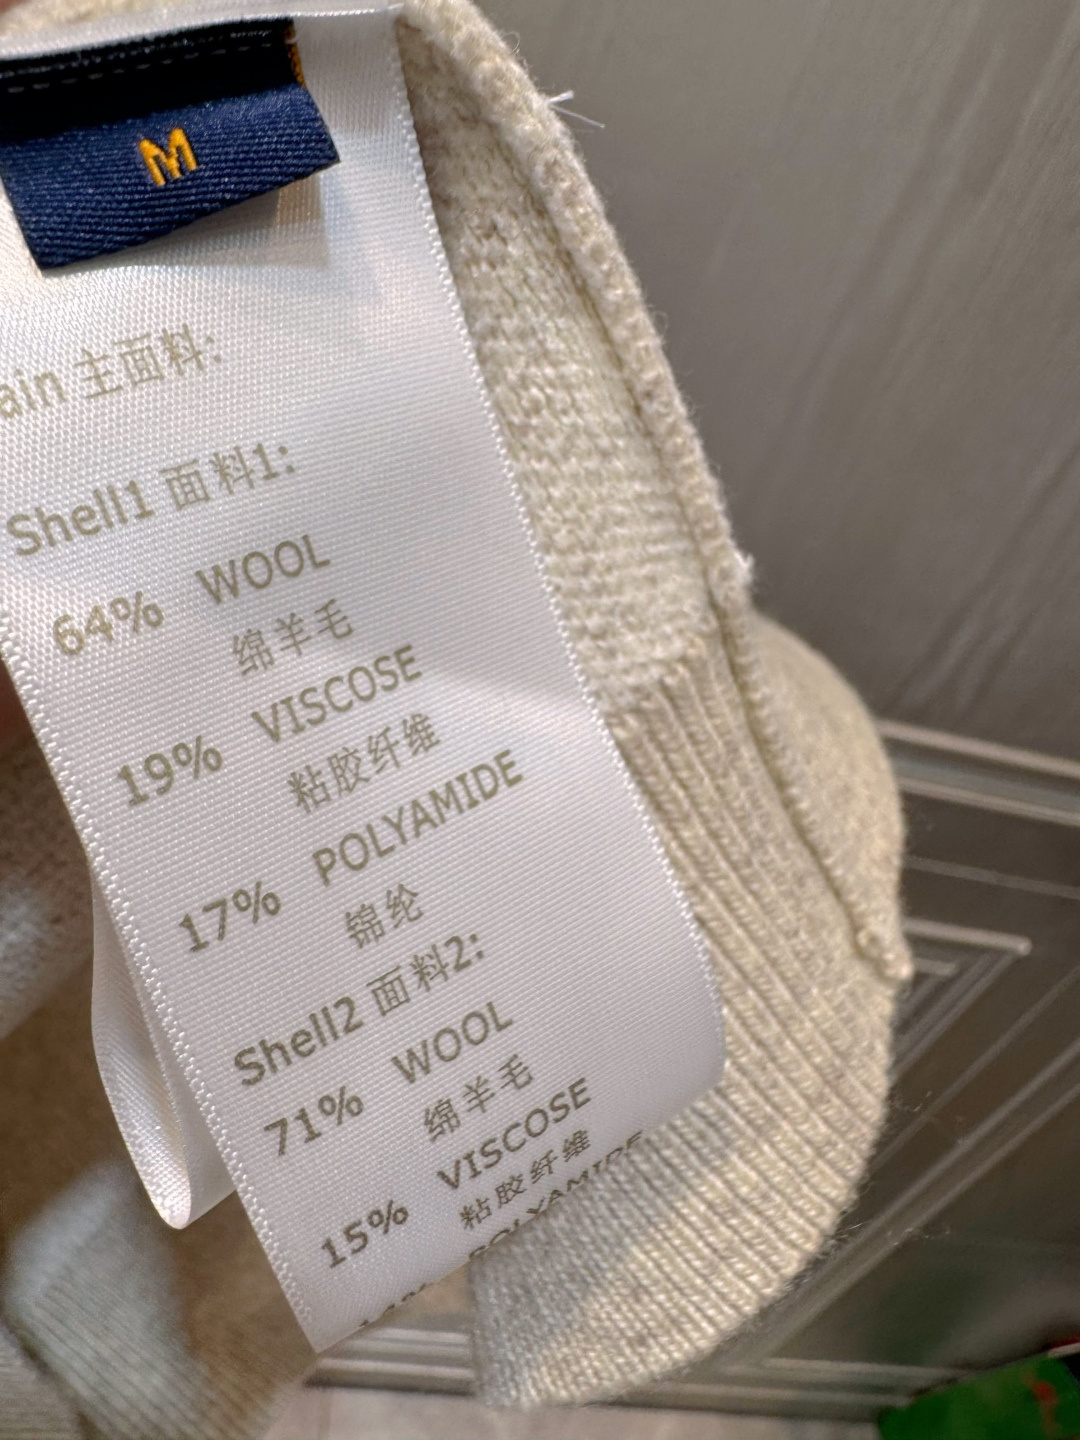 M
ain 主面料:
Shell1 面料1:
64% WOOL
绵羊毛
19% VISCOSE
粘胶纤维
17% POLYAMIDE
锦纶
Shell2 面料2:
71% WOOL
绵羊毛
15% VISCOSE
粘胶纤维
POLYAMIDE